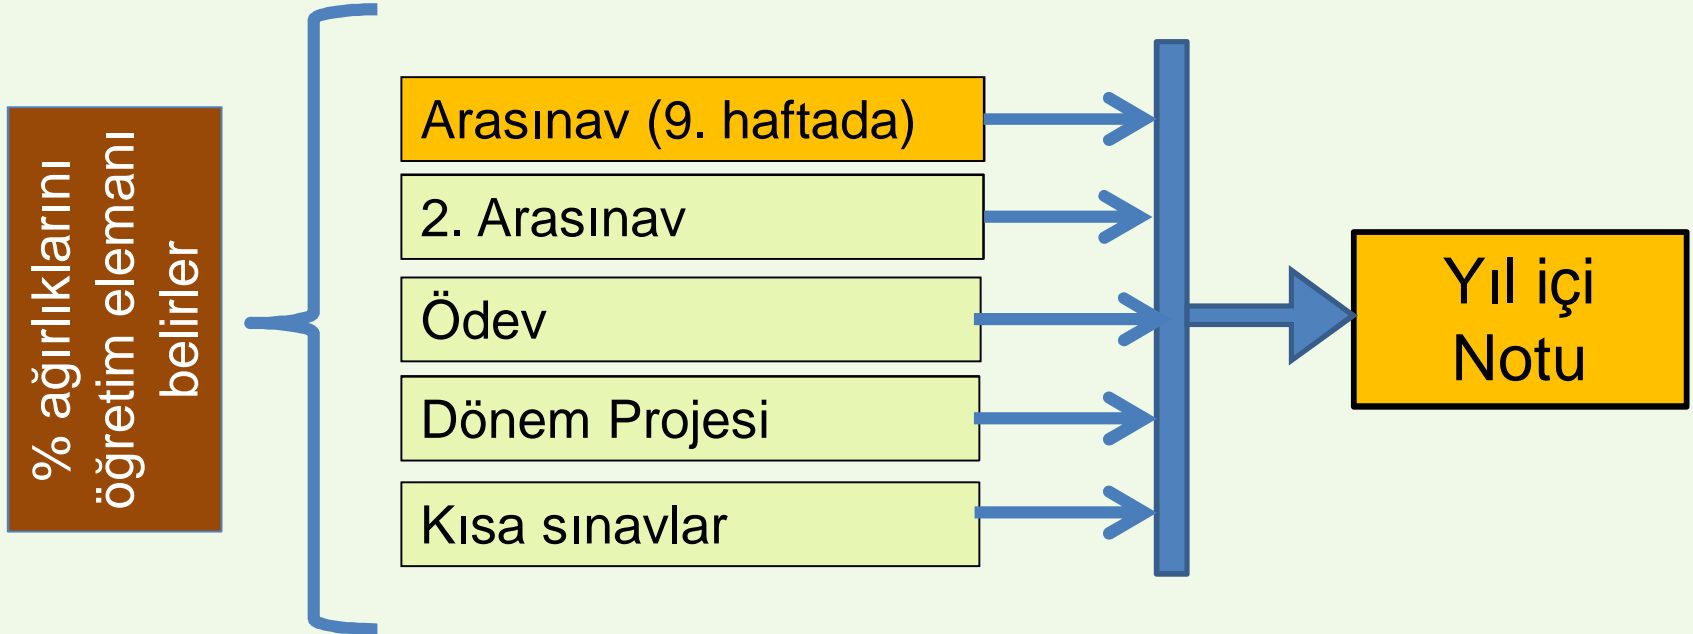 % ağırlıklarını
öğretim elemanı
belirler
Arasınav (9. haftada)
2. Arasınav
Ödev
Dönem Projesi
Kısa sınavlar
Yıl içi
Notu